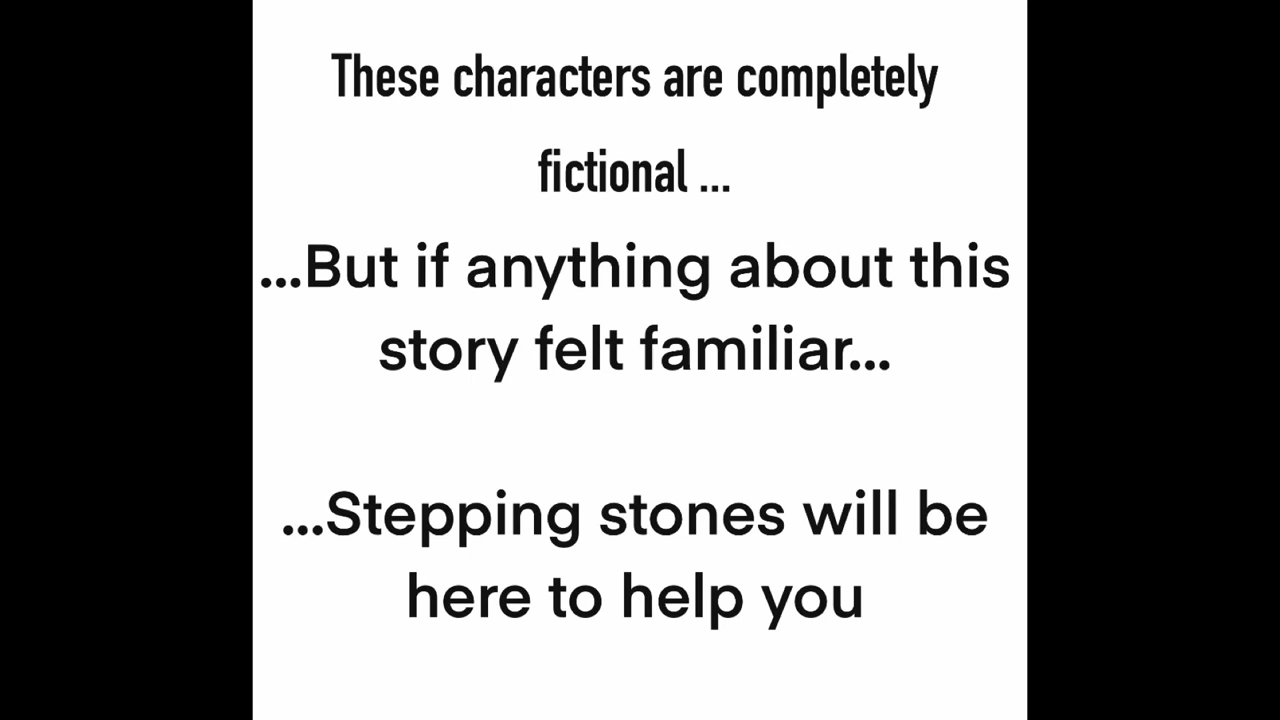 These characters are completely
fictional ...
...But if anything about this
story felt familiar...
...Stepping stones will be
here to help you